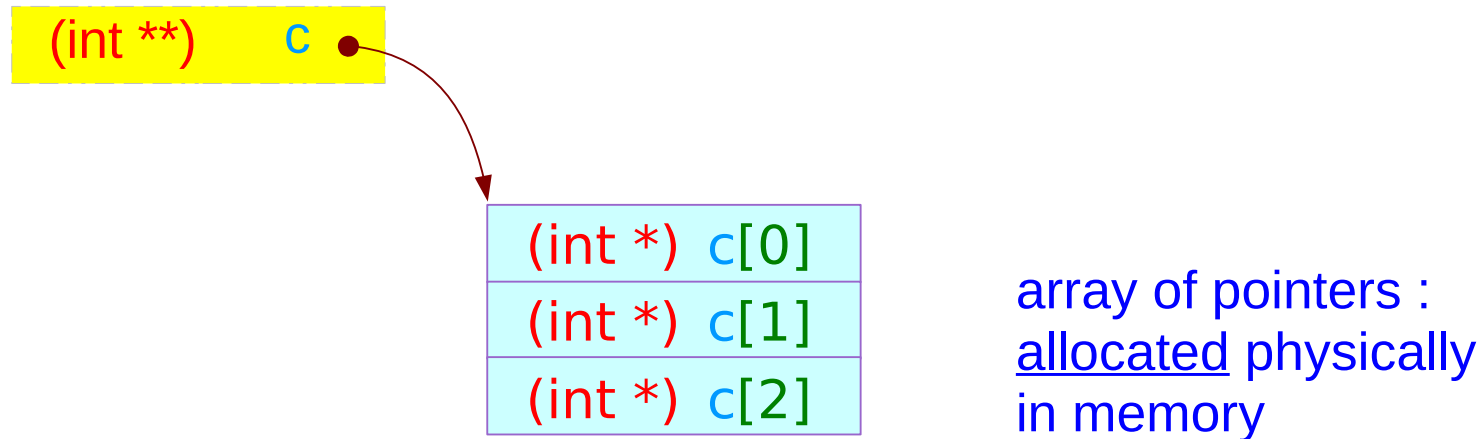 (int **) c
(int *) c[0]
(int *) c[1]
(int *) c[2]
array of pointers :
allocated physically
in memory